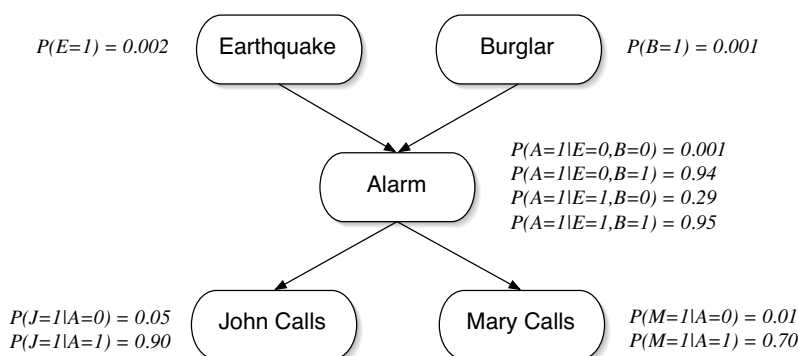 P(E=1) = 0.002
Earthquake
Burglar
P(B=1) = 0.001
Alarm
P(A=1|E=0,B=0) = 0.001
P(A=1|E=0,B=1) = 0.94
P(A=1|E=1,B=0) = 0.29
P(A=1|E=1,B=1) = 0.95
P(J=1|A=0) = 0.05
P(J=1|A=1) = 0.90
John Calls
Mary Calls
P(M=1|A=0) = 0.01
P(M=1|A=1) = 0.70